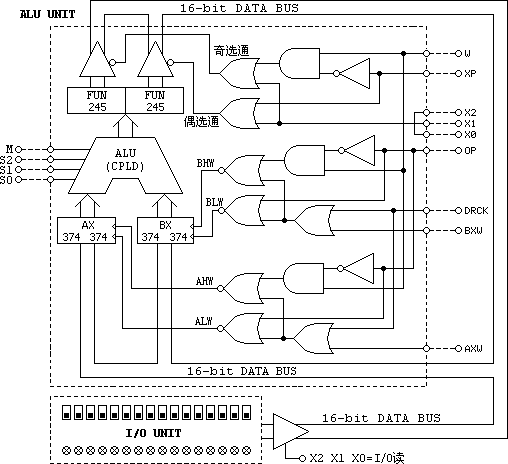 16-bit DATA BUS
ALU UNIT
奇选通
W
XP
FUN 245
FUN 245
X2
X1
X0
偶选通
M
S2
S1
S0
ALU
(CPLD)
OP
BHW
BLW
DRCK
BXW
AX
374 374
BX
374 374
AHW
ALW
AXW
16-bit DATA BUS
16-bit DATA BUS
I/O UNIT
X2 X1 X0=I/O读